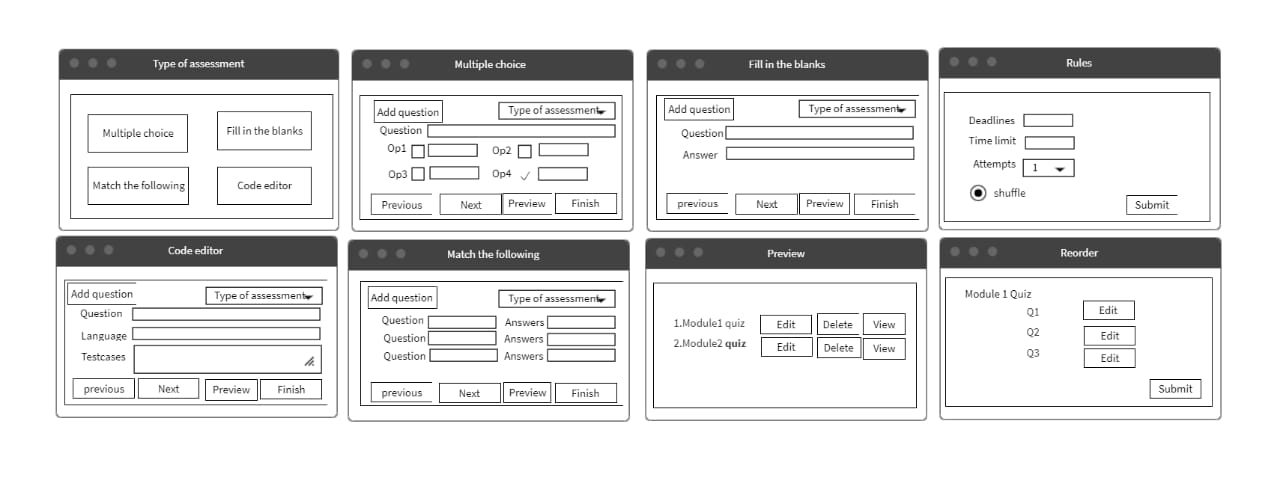 Type of assessment
Multiple choice
Fill in the blanks
Match the following
Code editor
Multiple choice
Add question
Type of assessment
Question
Op1
Op2
Op3
Op4
Previous
Next
Preview
Finish
Fill in the blanks
Add question
Type of assessment
Question
Answer
previous
Next
Preview
Finish
Rules
Deadlines
Time limit
Attempts 1
shuffle
Submit
Code editor
Add question
Type of assessment
Question
Language
Testcases
previous
Next
Preview
Finish
Match the following
Add question
Type of assessment
Question Answers
Question Answers
Question Answers
previous
Next
Preview
Finish
Preview
1.Module1 quiz Edit Delete View
2.Module2 quiz Edit Delete View
Reorder
Module 1 Quiz
Q1 Edit
Q2 Edit
Q3 Edit
Submit